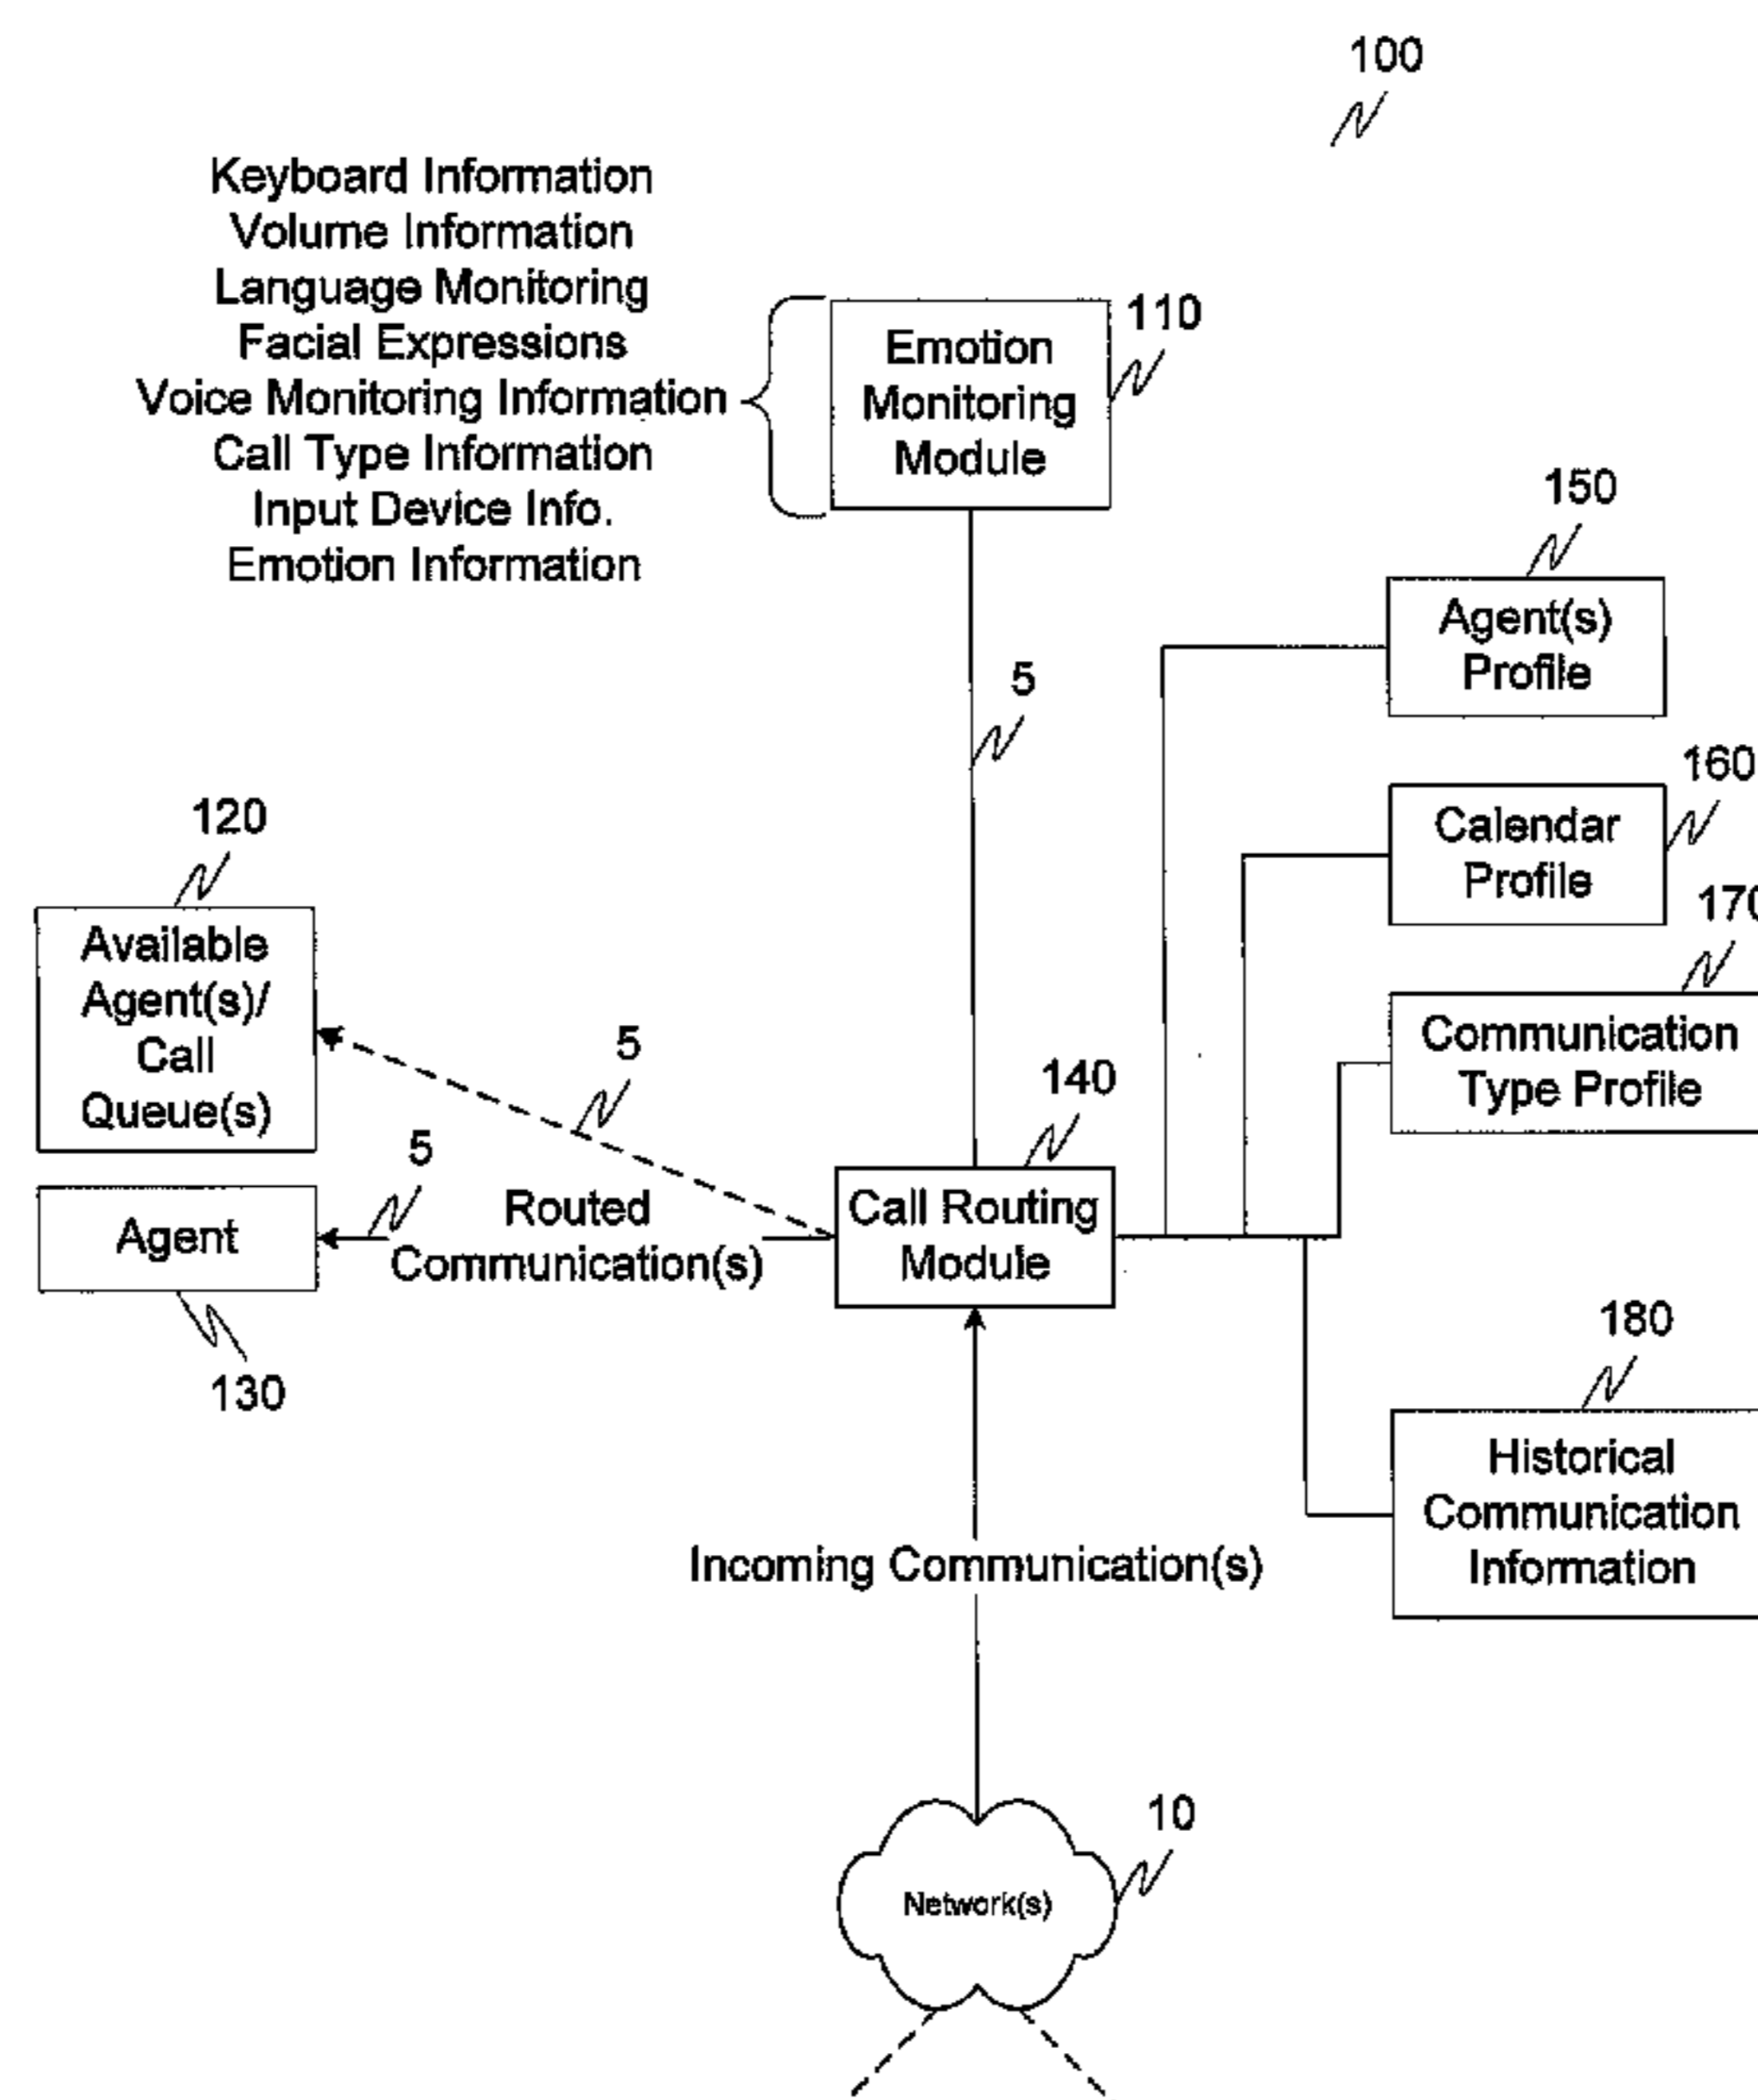 100
Keyboard Information
Volume Information
Language Monitoring
Facial Expressions
Voice Monitoring Information
Call Type Information
Input Device Info.
Emotion Information
110
Emotion
Monitoring
Module
150
Agent(s)
Profile
5
160
Calendar
Profile
120
Available
Agent(s)/
Call
Queue(s)
170
Communication
Type Profile
5
140
5
Call Routing
Module
Routed
Communication(s)
Agent
130
180
Historical
Communication
Information
Incoming Communication(s)
10
Network(s)